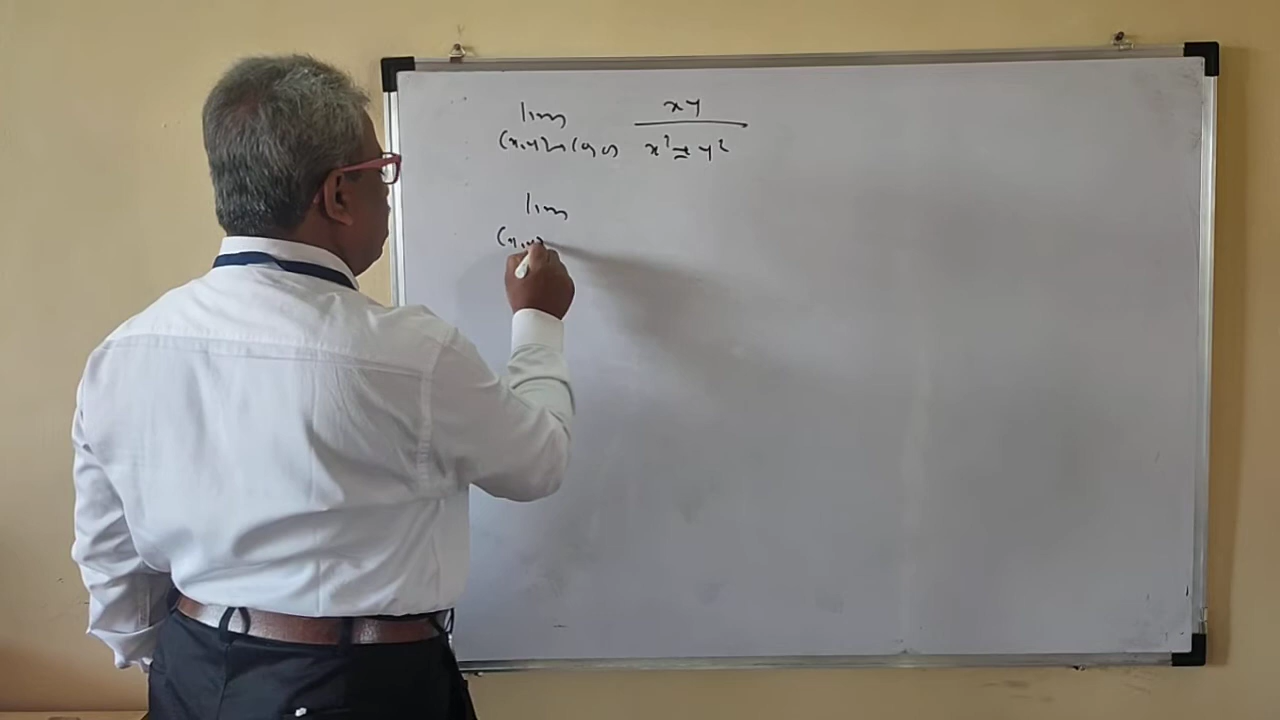 lim xy
(x,y)→(0,0) x² + y²
lim
(x,y)